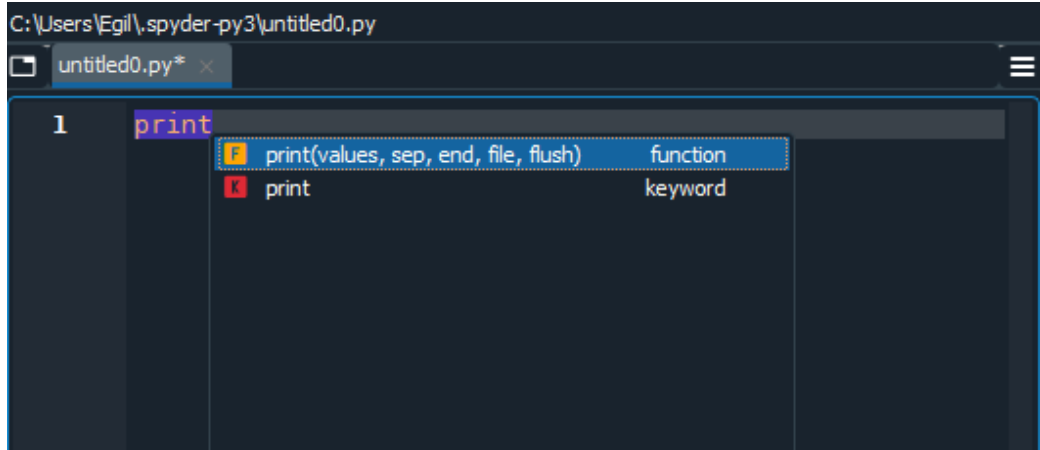 C:\Users\Egil\.spyder-py3\untitled0.py
untitled0.py*
1 print
F print(values, sep, end, file, flush) function
K print keyword